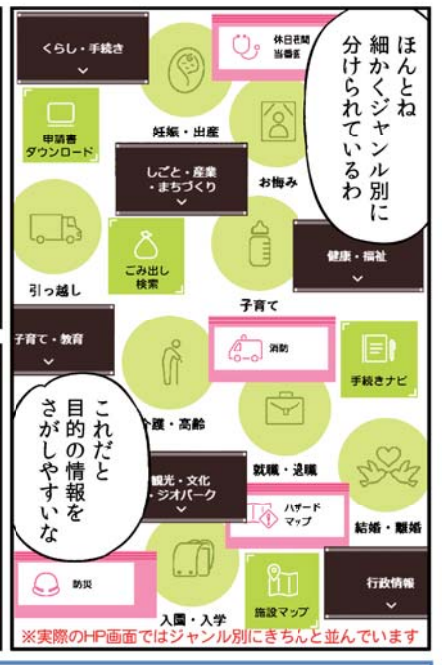 ほんとね
細かくジャンル別に
分けられているわ
くらし・手続き
休日夜間
当番医
妊娠・出産
申請書
ダウンロード
お悔み
しごと・産業
・まちづくり
引っ越し
ごみ出し
検索
子育て
健康・福祉
子育て・教育
消防
手続きナビ
介護・高齢
就職・退職
これだと
目的の情報を
さがしやすいな
観光・文化
・ジオパーク
ハザード
マップ
結婚・離婚
防災
入園・入学
施設マップ
行政情報
※実際のHP画面ではジャンル別にきちんと並んでいます